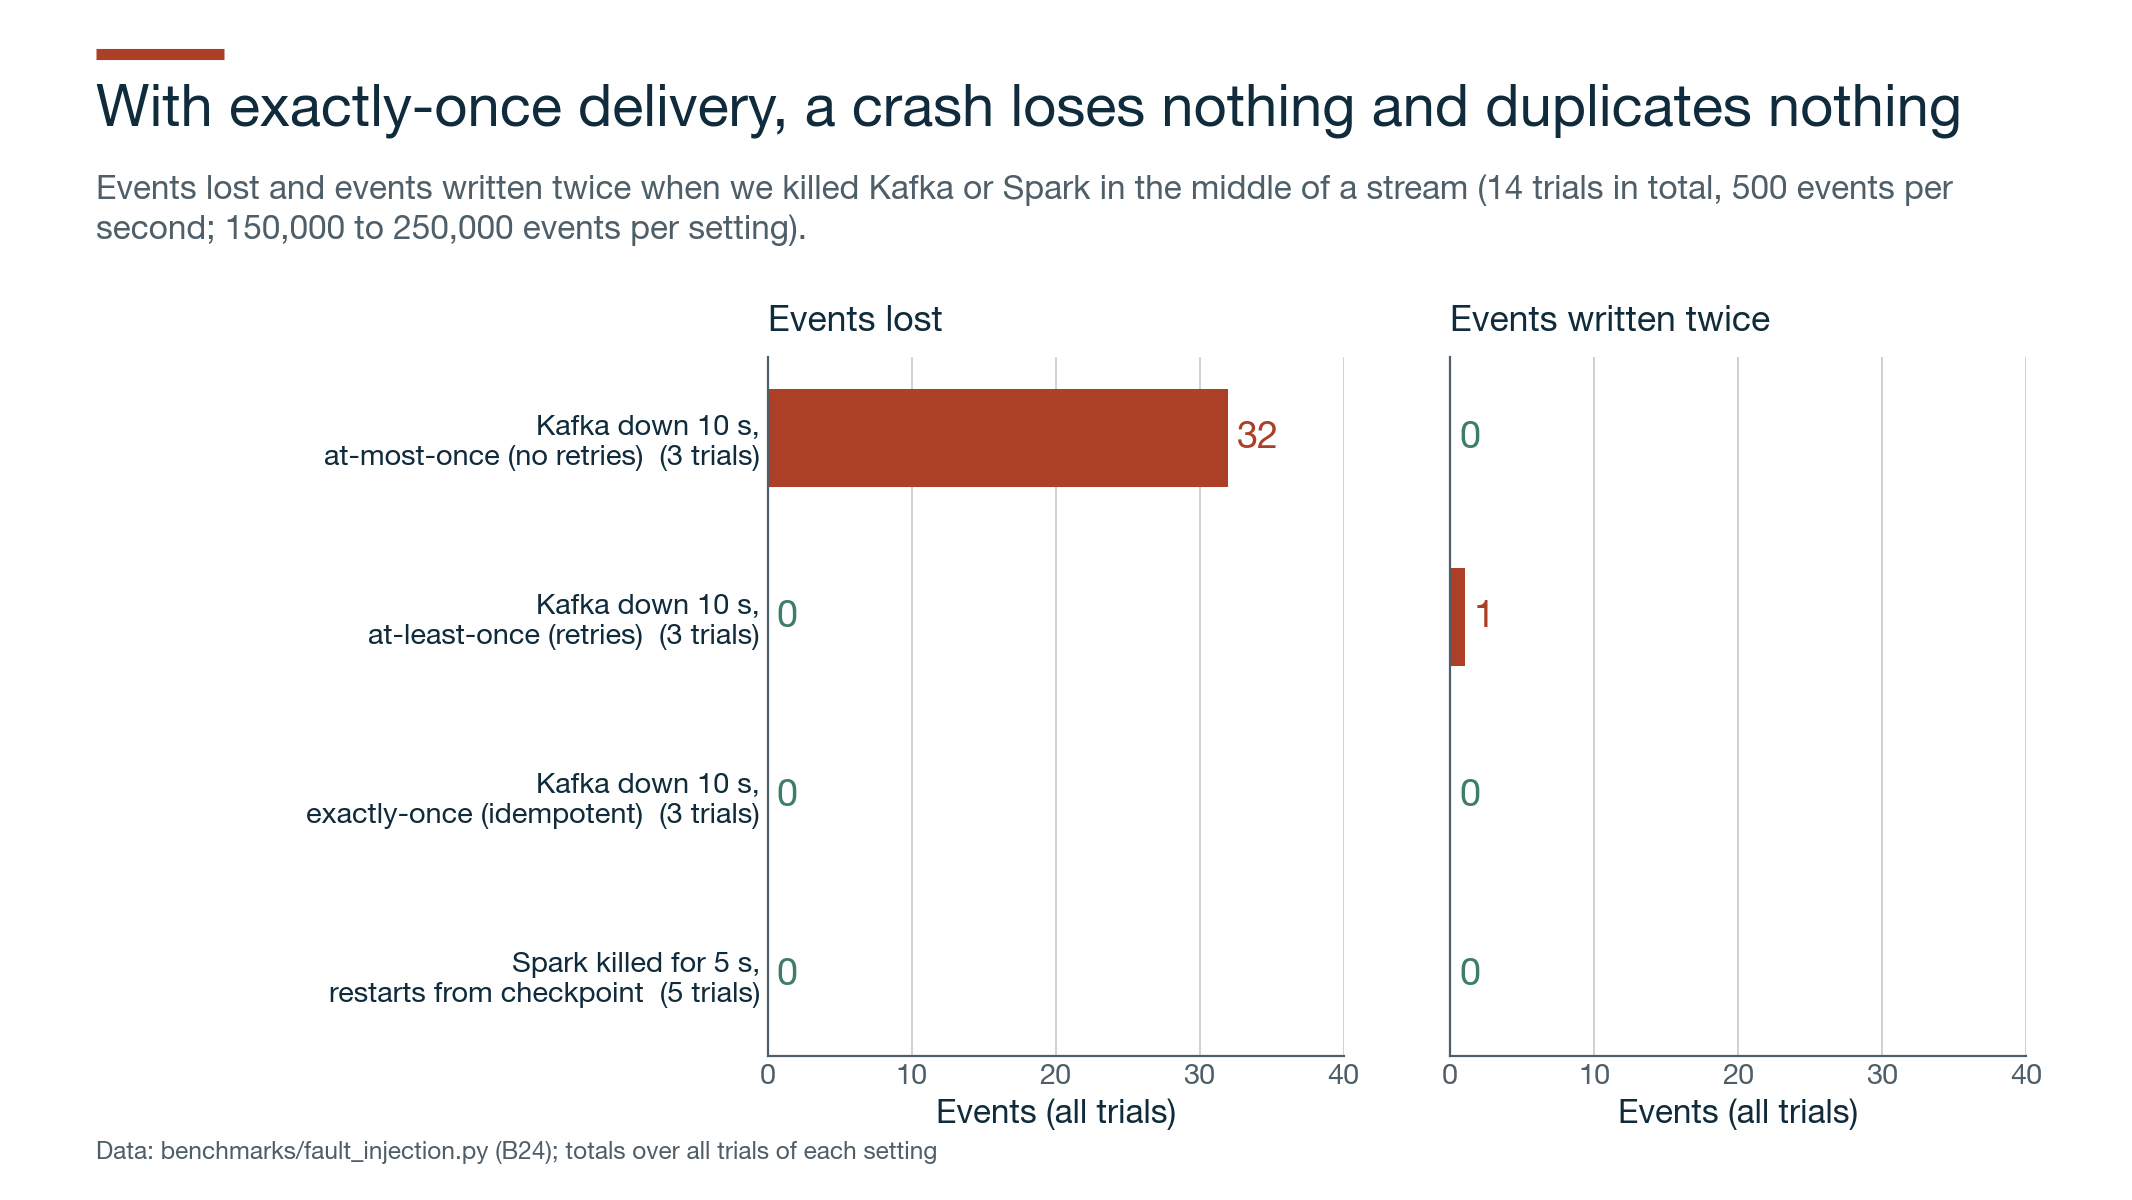 With exactly-once delivery, a crash loses nothing and duplicates nothing
Events lost and events written twice when we killed Kafka or Spark in the middle of a stream (14 trials in total, 500 events per
second; 150,000 to 250,000 events per setting).
Events lost
Events written twice
Kafka down 10 s,
at-most-once (no retries)  (3 trials)
32
0
Kafka down 10 s,
at-least-once (retries)  (3 trials)
0
1
Kafka down 10 s,
exactly-once (idempotent)  (3 trials)
0
0
Spark killed for 5 s,
restarts from checkpoint  (5 trials)
0
0
0 10 20 30 40
0 10 20 30 40
Events (all trials)
Events (all trials)
Data: benchmarks/fault_injection.py (B24); totals over all trials of each setting